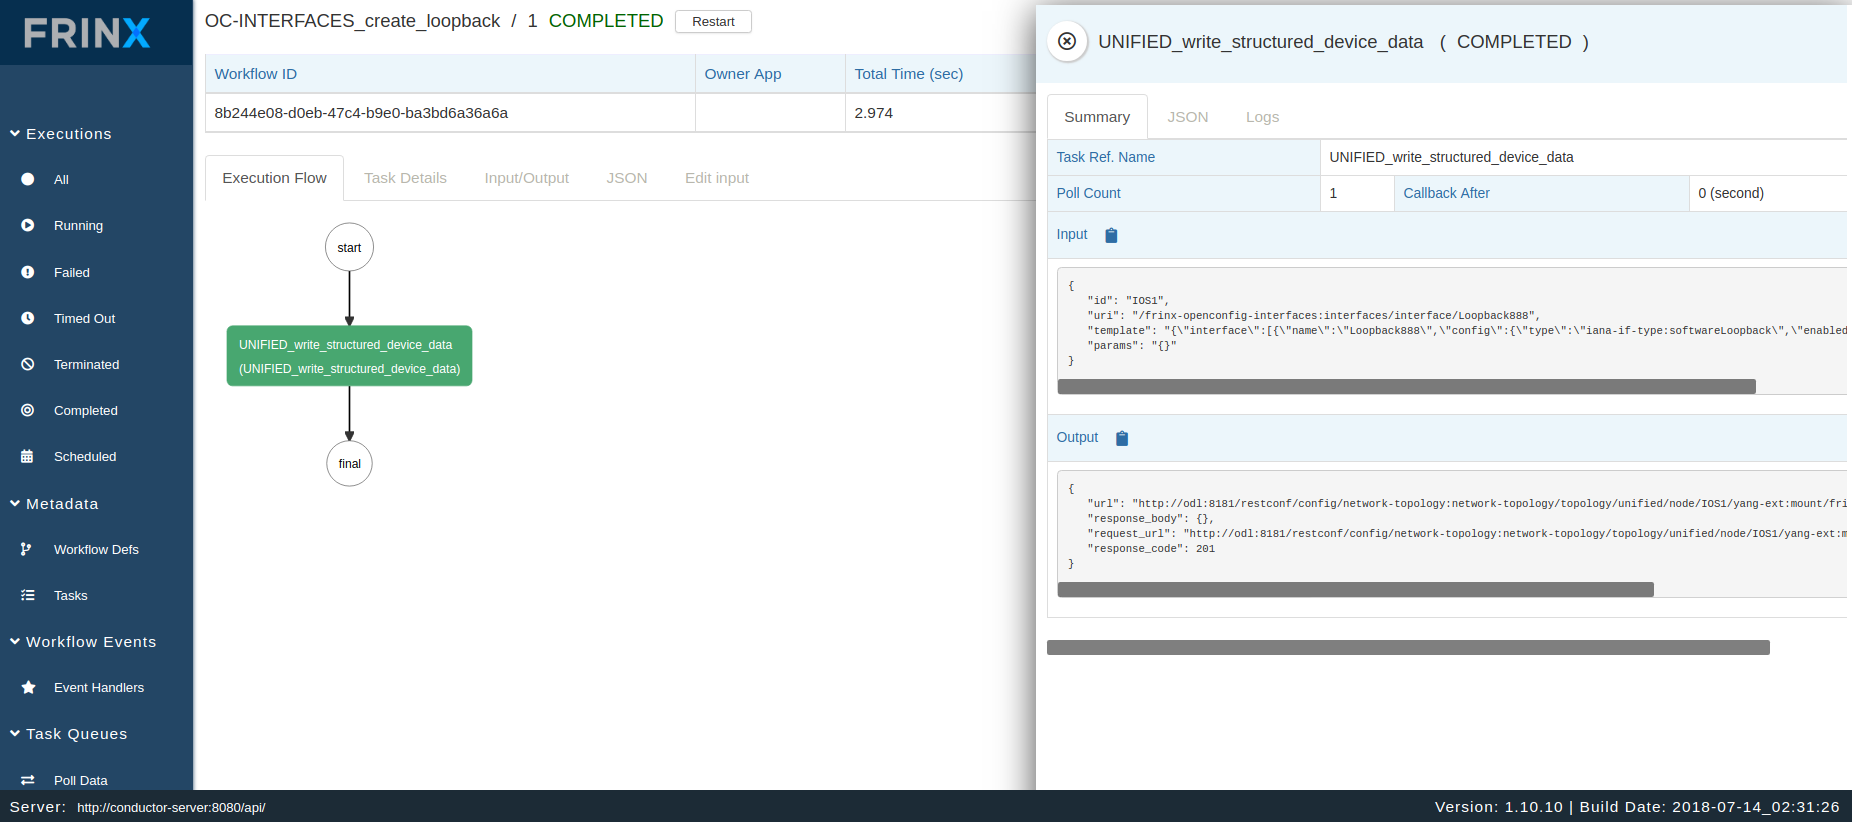 FRINX
Executions
All
Running
Failed
Timed Out
Terminated
Completed
Scheduled
Metadata
Workflow Defs
Tasks
Workflow Events
Event Handlers
Task Queues
Poll Data
OC-INTERFACES_create_loopback / 1 COMPLETED Restart
Workflow ID Owner App Total Time (sec)
8b244e08-d0eb-47c4-b9e0-ba3bd6a36a6a 2.974
Execution Flow Task Details Input/Output JSON Edit input
start
UNIFIED_write_structured_device_data
(UNIFIED_write_structured_device_data)
final
UNIFIED_write_structured_device_data ( COMPLETED )
Summary JSON Logs
Task Ref. Name UNIFIED_write_structured_device_data
Poll Count 1 Callback After 0 (second)
Input
{
"id": "IOS1",
"uri": "/frinx-openconfig-interfaces:interfaces/interface/Loopback888",
"template": "{\"interface\":[{\"name\":\"Loopback888\",\"config\":{\"type\":\"iana-if-type:softwareLoopback\",\"enabled
"params": "{}"
}
Output
{
"url": "http://odl:8181/restconf/config/network-topology:network-topology/topology/unified/node/IOS1/yang-ext:mount/fri
"response_body": {},
"request_url": "http://odl:8181/restconf/config/network-topology:network-topology/topology/unified/node/IOS1/yang-ext:m
"response_code": 201
}
Server: http://conductor-server:8080/api/
Version: 1.10.10 | Build Date: 2018-07-14_02:31:26